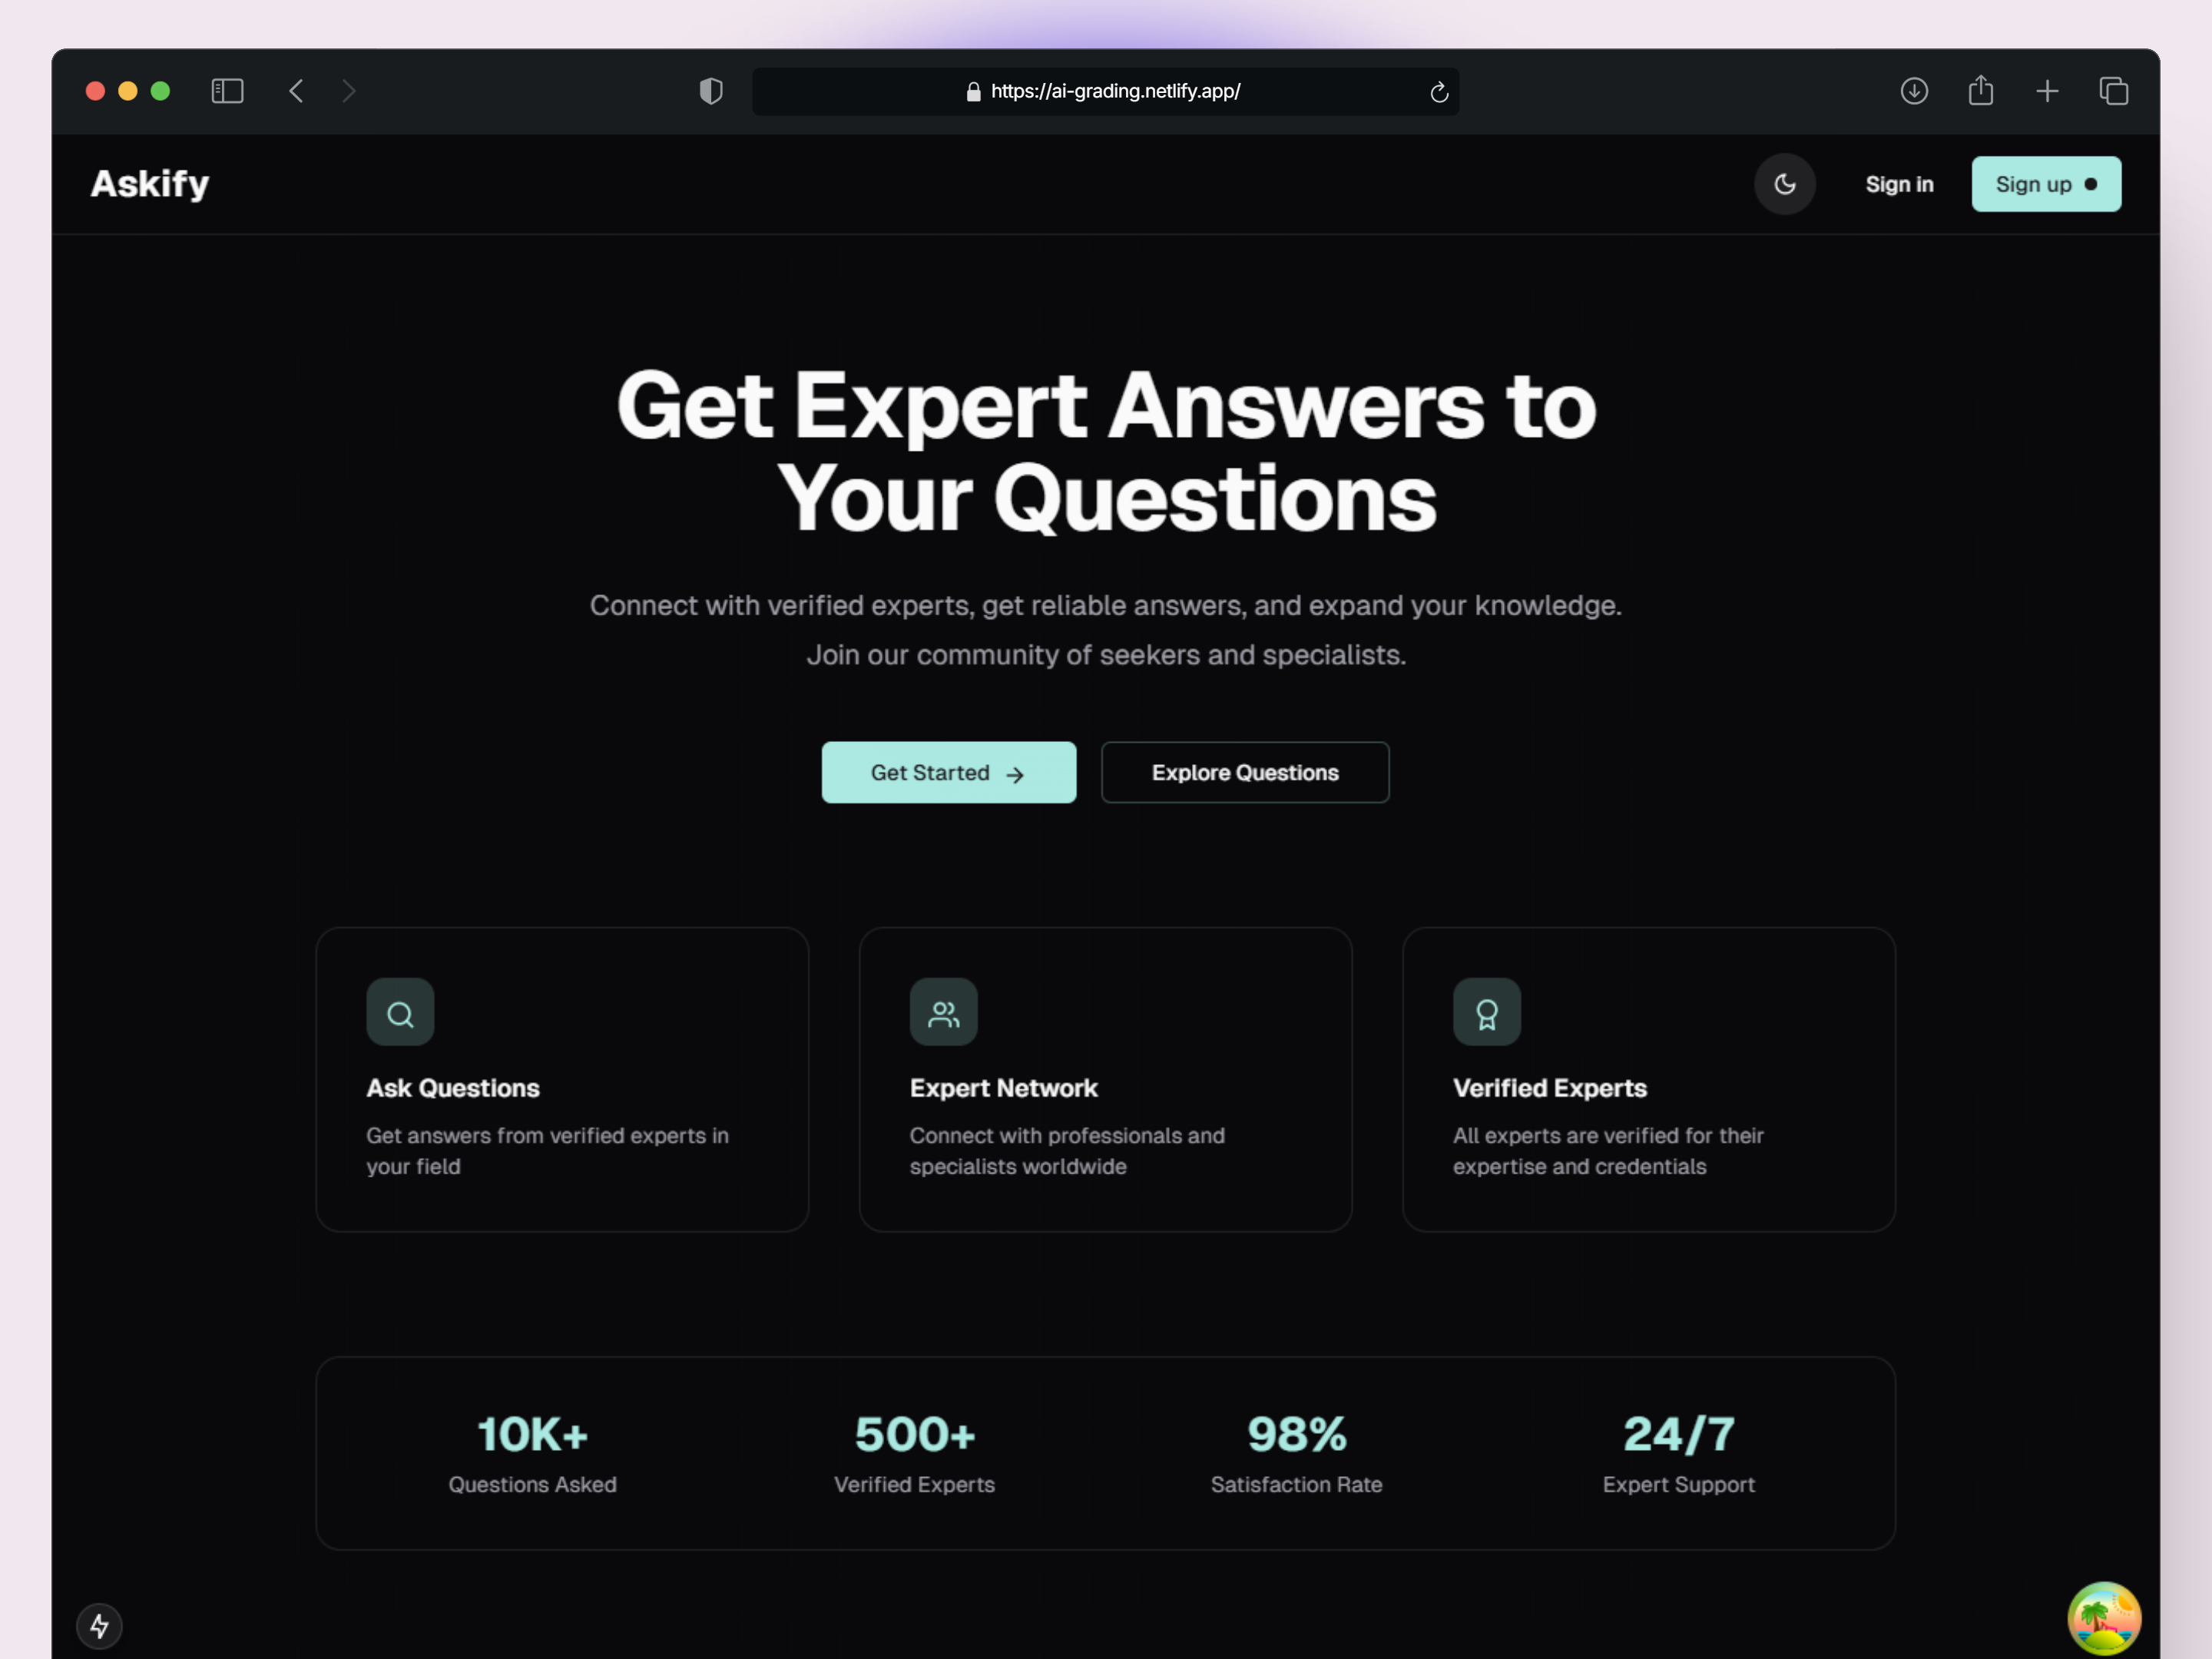 https://ai-grading.netlify.app/
Askify
Sign in
Sign up
Get Expert Answers to
Your Questions
Connect with verified experts, get reliable answers, and expand your knowledge.
Join our community of seekers and specialists.
Get Started
Explore Questions
Ask Questions
Get answers from verified experts in
your field
Expert Network
Connect with professionals and
specialists worldwide
Verified Experts
All experts are verified for their
expertise and credentials
10K+
Questions Asked
500+
Verified Experts
98%
Satisfaction Rate
24/7
Expert Support